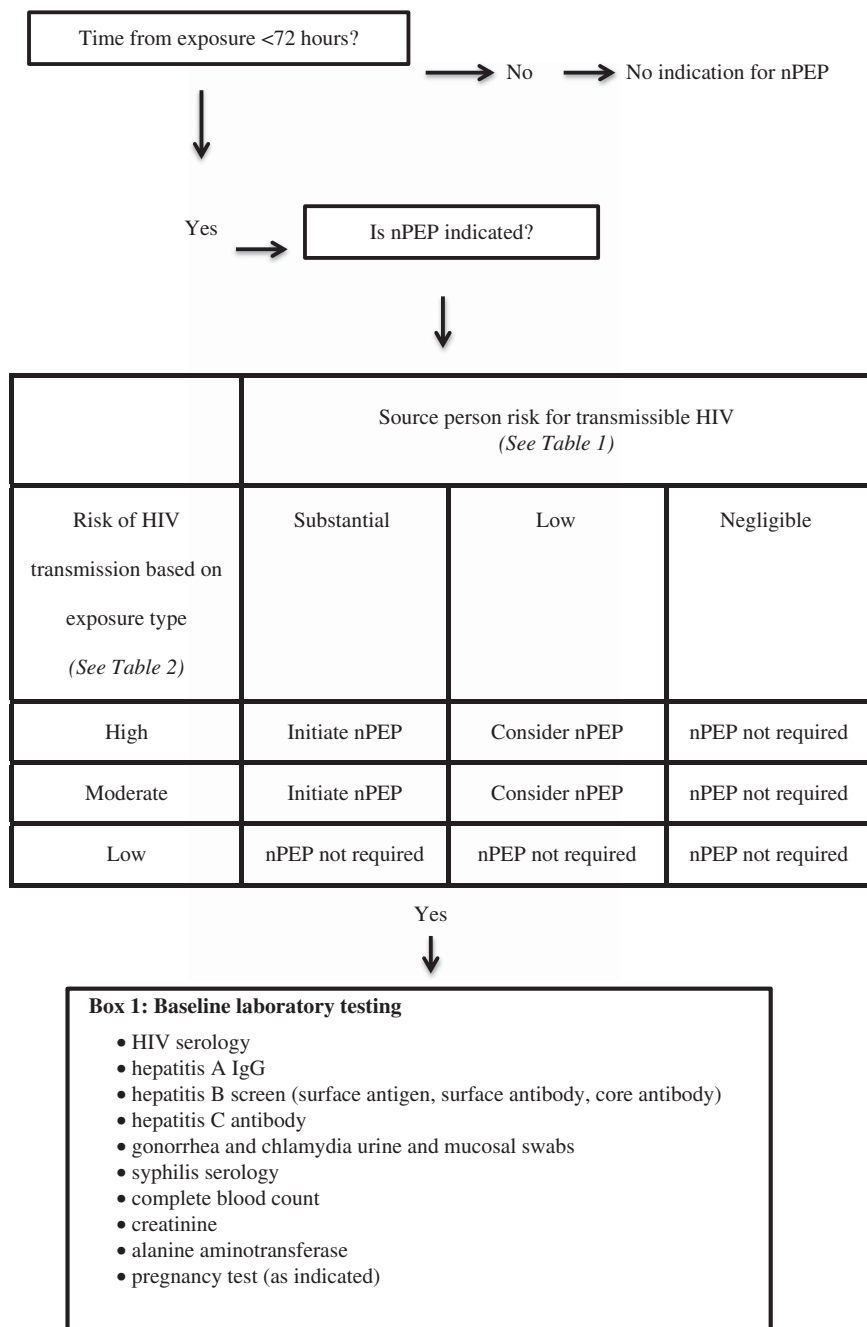 Time from exposure <72 hours?
No
No indication for nPEP
Yes
Is nPEP indicated?
Source person risk for transmissible HIV
(See Table 1)
Risk of HIV
transmission based on
exposure type
(See Table 2)
Substantial
Low
Negligible
High
Initiate nPEP
Consider nPEP
nPEP not required
Moderate
Initiate nPEP
Consider nPEP
nPEP not required
Low
nPEP not required
nPEP not required
nPEP not required
Yes
Box 1: Baseline laboratory testing
• HIV serology
• hepatitis A IgG
• hepatitis B screen (surface antigen, surface antibody, core antibody)
• hepatitis C antibody
• gonorrhea and chlamydia urine and mucosal swabs
• syphilis serology
• complete blood count
• creatinine
• alanine aminotransferase
• pregnancy test (as indicated)